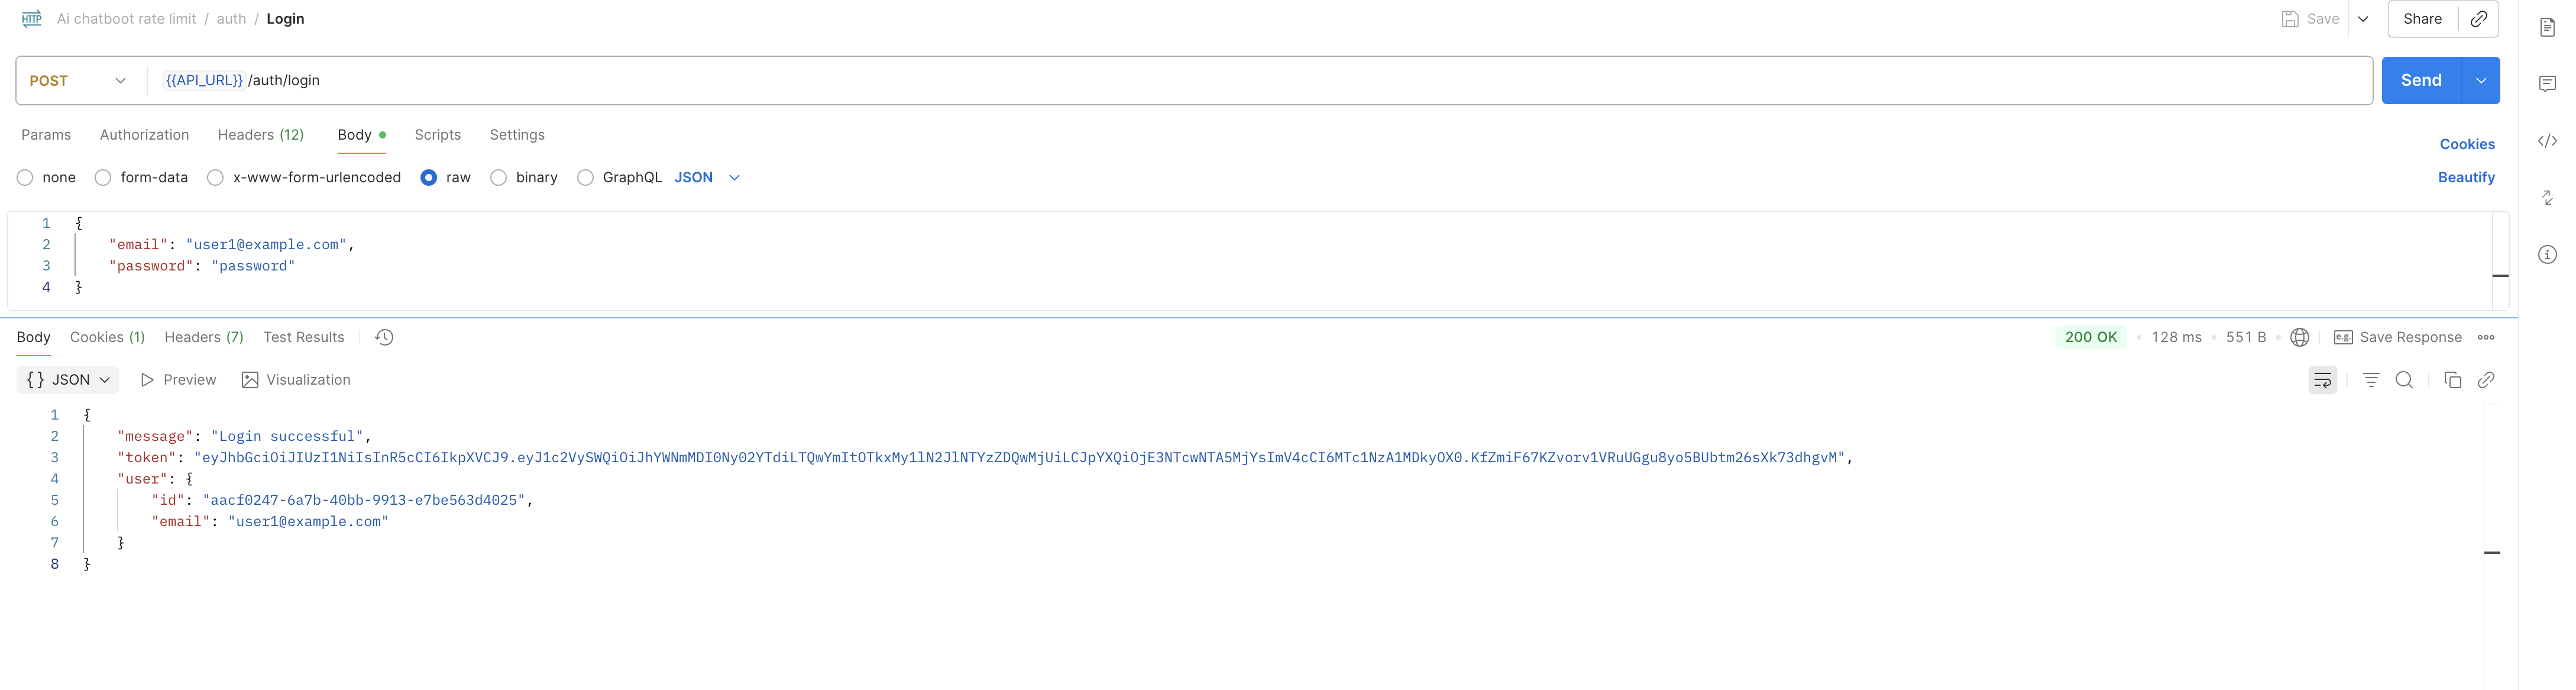 HTTP Ai chatboot rate limit / auth / Login Save Share
POST {{API_URL}} /auth/login Send
Params Authorization Headers (12) Body Scripts Settings Cookies
none form-data x-www-form-urlencoded raw binary GraphQL JSON Beautify
1 {
2 "email": "user1@example.com",
3 "password": "password"
4 }
Body Cookies (1) Headers (7) Test Results 200 OK • 128 ms • 551 B • e.g. Save Response
{} JSON Preview Visualization
1 {
2 "message": "Login successful",
3 "token": "eyJhbGciOiJIUzI1NiIsInR5cCI6IkpXVCJ9.eyJ1c2VySWQiOiJhYWNmMDI0Ny02YTdiLTQwYmItOTkxMy1lN2JlNTYzZDQwMjUiLCJpYXQiOjE3NTcwNTA5MjYsImV4cCI6MTc1NzA1MDkyOX0.KfZmiF67KZvorv1VRuUGgu8yo5BUbtm26sXk73dhgvM",
4 "user": {
5 "id": "aacf0247-6a7b-40bb-9913-e7be563d4025",
6 "email": "user1@example.com"
7 }
8 }